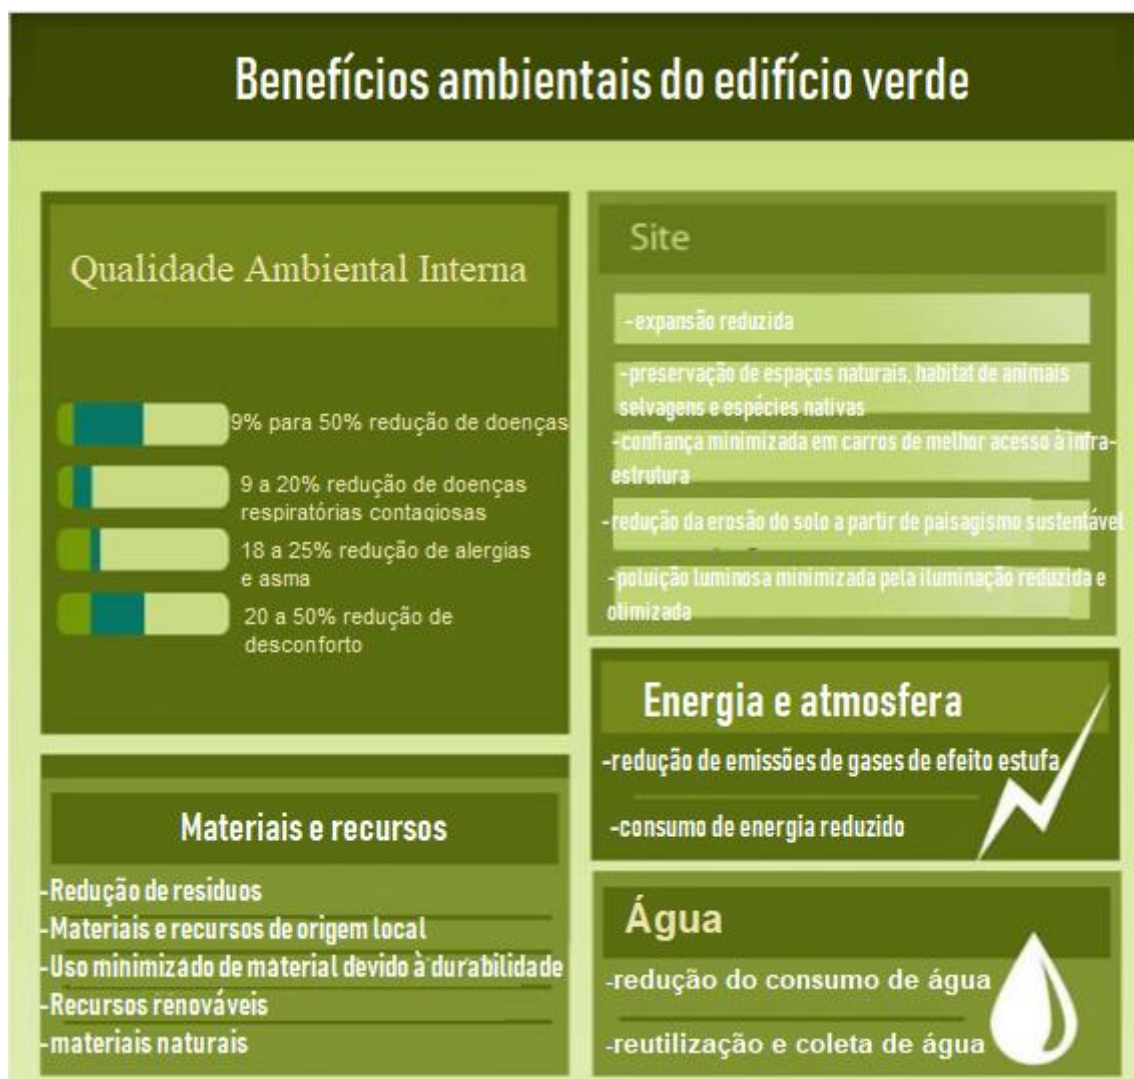 Benefícios ambientais do edifício verde
Qualidade Ambiental Interna
9% para 50% redução de doenças
9 a 20% redução de doenças
respiratórias contagiosas
18 a 25% redução de alergias
e asma
20 a 50% redução de
desconforto
Materiais e recursos
-Redução de residuos
-Materiais e recursos de origem local
-Uso minimizado de material devido à durabilidade
-Recursos renováveis
-materiais naturais
Site
-expansão reduzida
-preservação de espaços naturais, habitat de animais
selvagens e espécies nativas
-confiança minimizada em carros de melhor acesso à infra-
estrutura
-redução da erosão do solo a partir de paisagismo sustentável
-poluição luminosa minimizada pela iluminação reduzida e
otimizada
Energia e atmosfera
-redução de emissões de gases de efeito estufa
-consumo de energia reduzido
Água
-redução do consumo de água
-reutilização e coleta de água